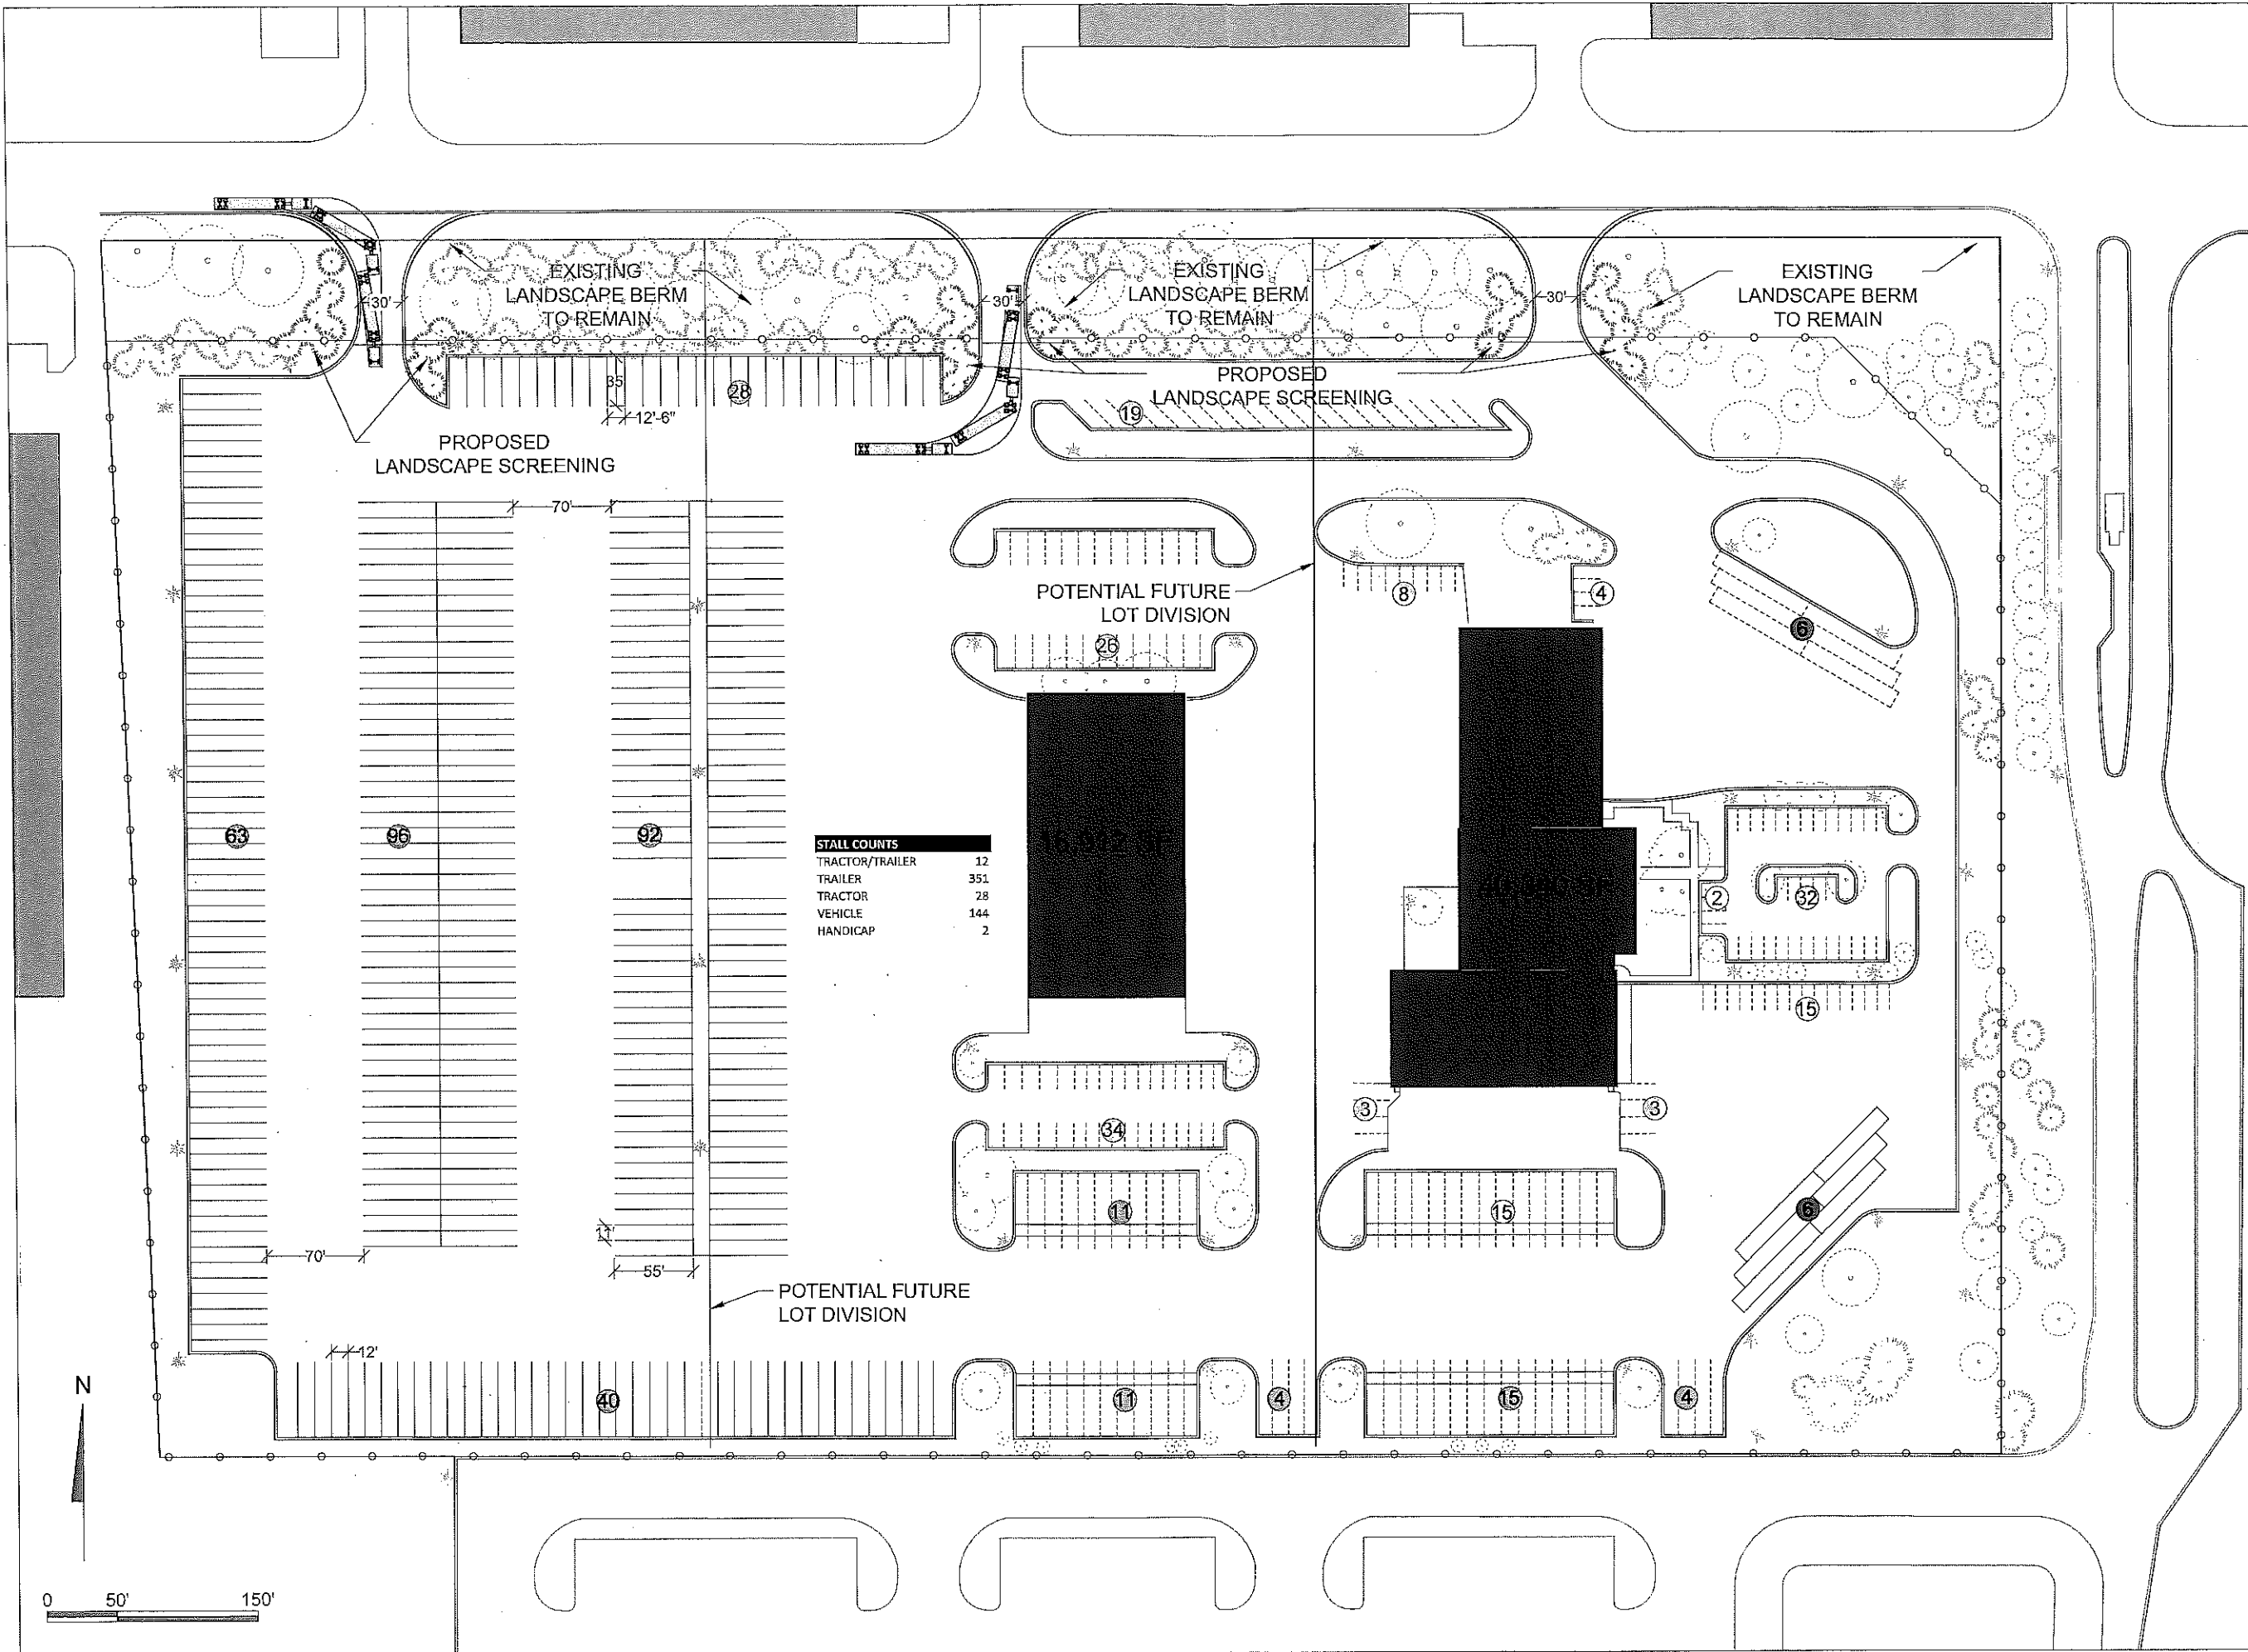 EXISTING
LANDSCAPE BERM
TO REMAIN
EXISTING
LANDSCAPE BERM
TO REMAIN
EXISTING
LANDSCAPE BERM
TO REMAIN
30'
30'
30'
35'
28
12'-6"
PROPOSED
LANDSCAPE SCREENING
PROPOSED
LANDSCAPE SCREENING
19
70'
POTENTIAL FUTURE
LOT DIVISION
8
4
6
26
63
96
92
STALL COUNTS
TRACTOR/TRAILER 12
TRAILER 351
TRACTOR 28
VEHICLE 144
HANDICAP 2
2
32
15
3
3
34
11
15
6
11'
70'
55'
POTENTIAL FUTURE
LOT DIVISION
12'
40
11
4
15
4
N
0 50' 150'